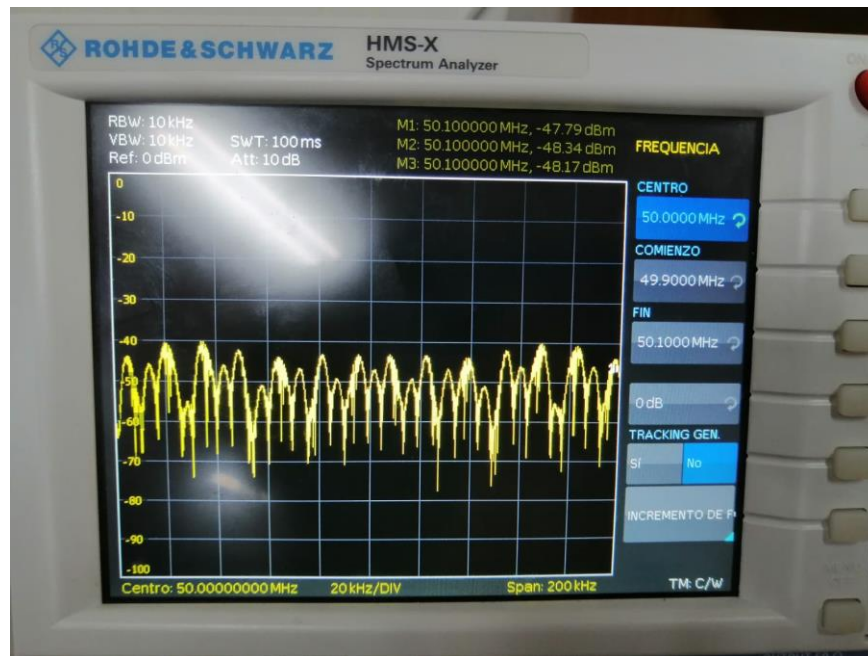 ROHDE&SCHWARZ
HMS-X
Spectrum Analyzer
RBW: 10 kHz
VBW: 10 kHz SWT: 100 ms
Ref: 0 dBm Att: 10 dB
M1: 50.100000 MHz, -47.79 dBm
M2: 50.100000 MHz, -48.34 dBm
M3: 50.100000 MHz, -48.17 dBm
FREQUENCIA
CENTRO
50.0000 MHz
COMIENZO
49.9000 MHz
FIN
50.1000 MHz
0 dB
TRACKING GEN.
SÍ No
INCREMENTO DE
TM: C/W
0
-10
-20
-30
-40
-50
-60
-70
-80
-90
-100
Centro: 50.00000000 MHz 20 kHz/DIV Span: 200 kHz